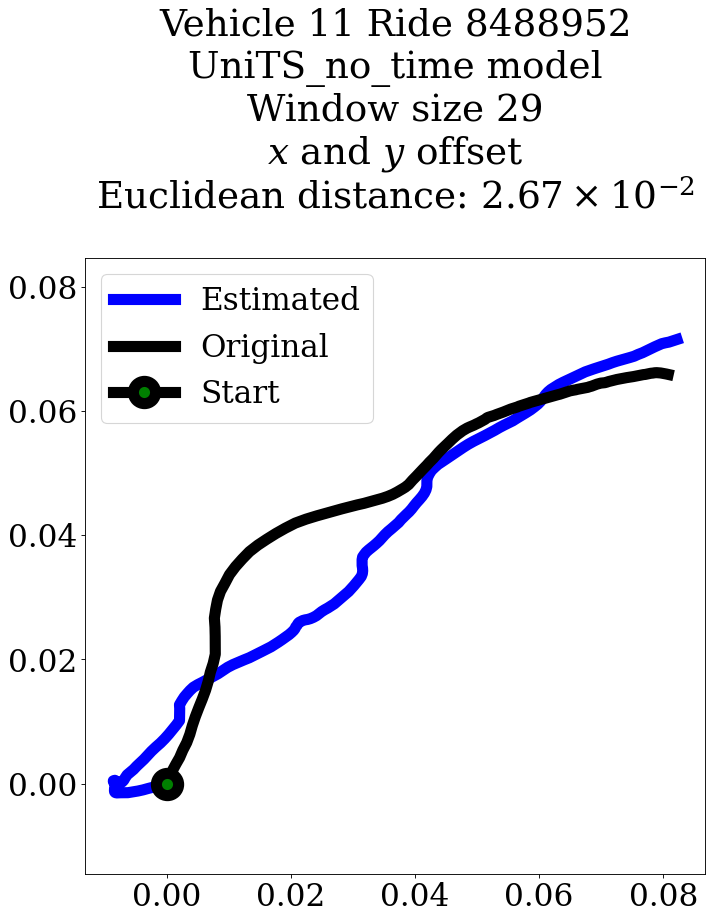 Vehicle 11 Ride 8488952
UniTS_no_time model
Window size 29
x and y offset
Euclidean distance: 2.67 × 10⁻²
Estimated
Original
Start
0.08
0.06
0.04
0.02
0.00
0.00 0.02 0.04 0.06 0.08